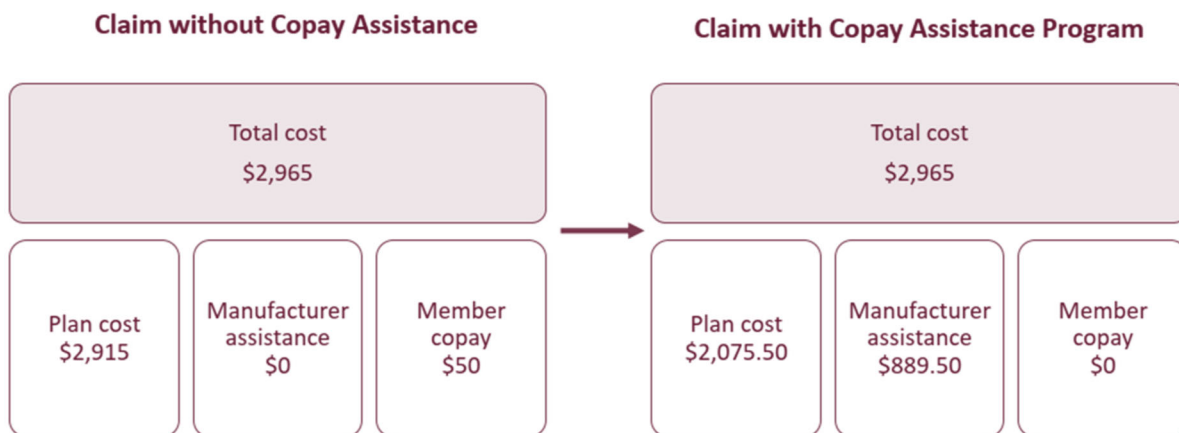 Claim without Copay Assistance
Claim with Copay Assistance Program
Total cost
$2,965
Total cost
$2,965
Plan cost
$2,915
Manufacturer
assistance
$0
Member
copay
$50
Plan cost
$2,075.50
Manufacturer
assistance
$889.50
Member
copay
$0